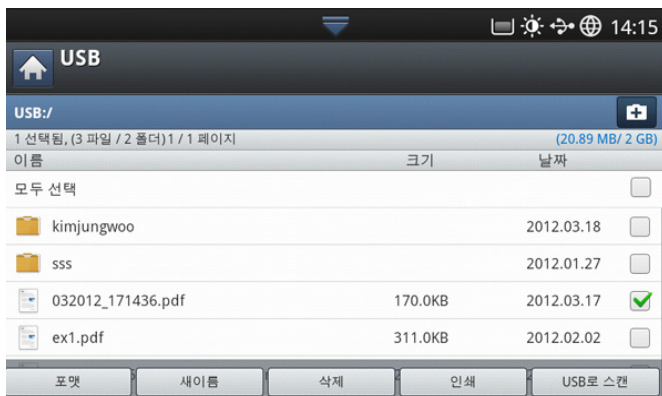 14:15
USB
USB:/
1 선택됨, (3 파일 / 2 폴더)1 / 1 페이지 (20.89 MB/ 2 GB)
이름 크기 날짜
모두 선택
kimjungwoo 2012.03.18
sss 2012.01.27
032012_171436.pdf 170.0KB 2012.03.17
ex1.pdf 311.0KB 2012.02.02
포맷 새이름 삭제 인쇄 USB로 스캔